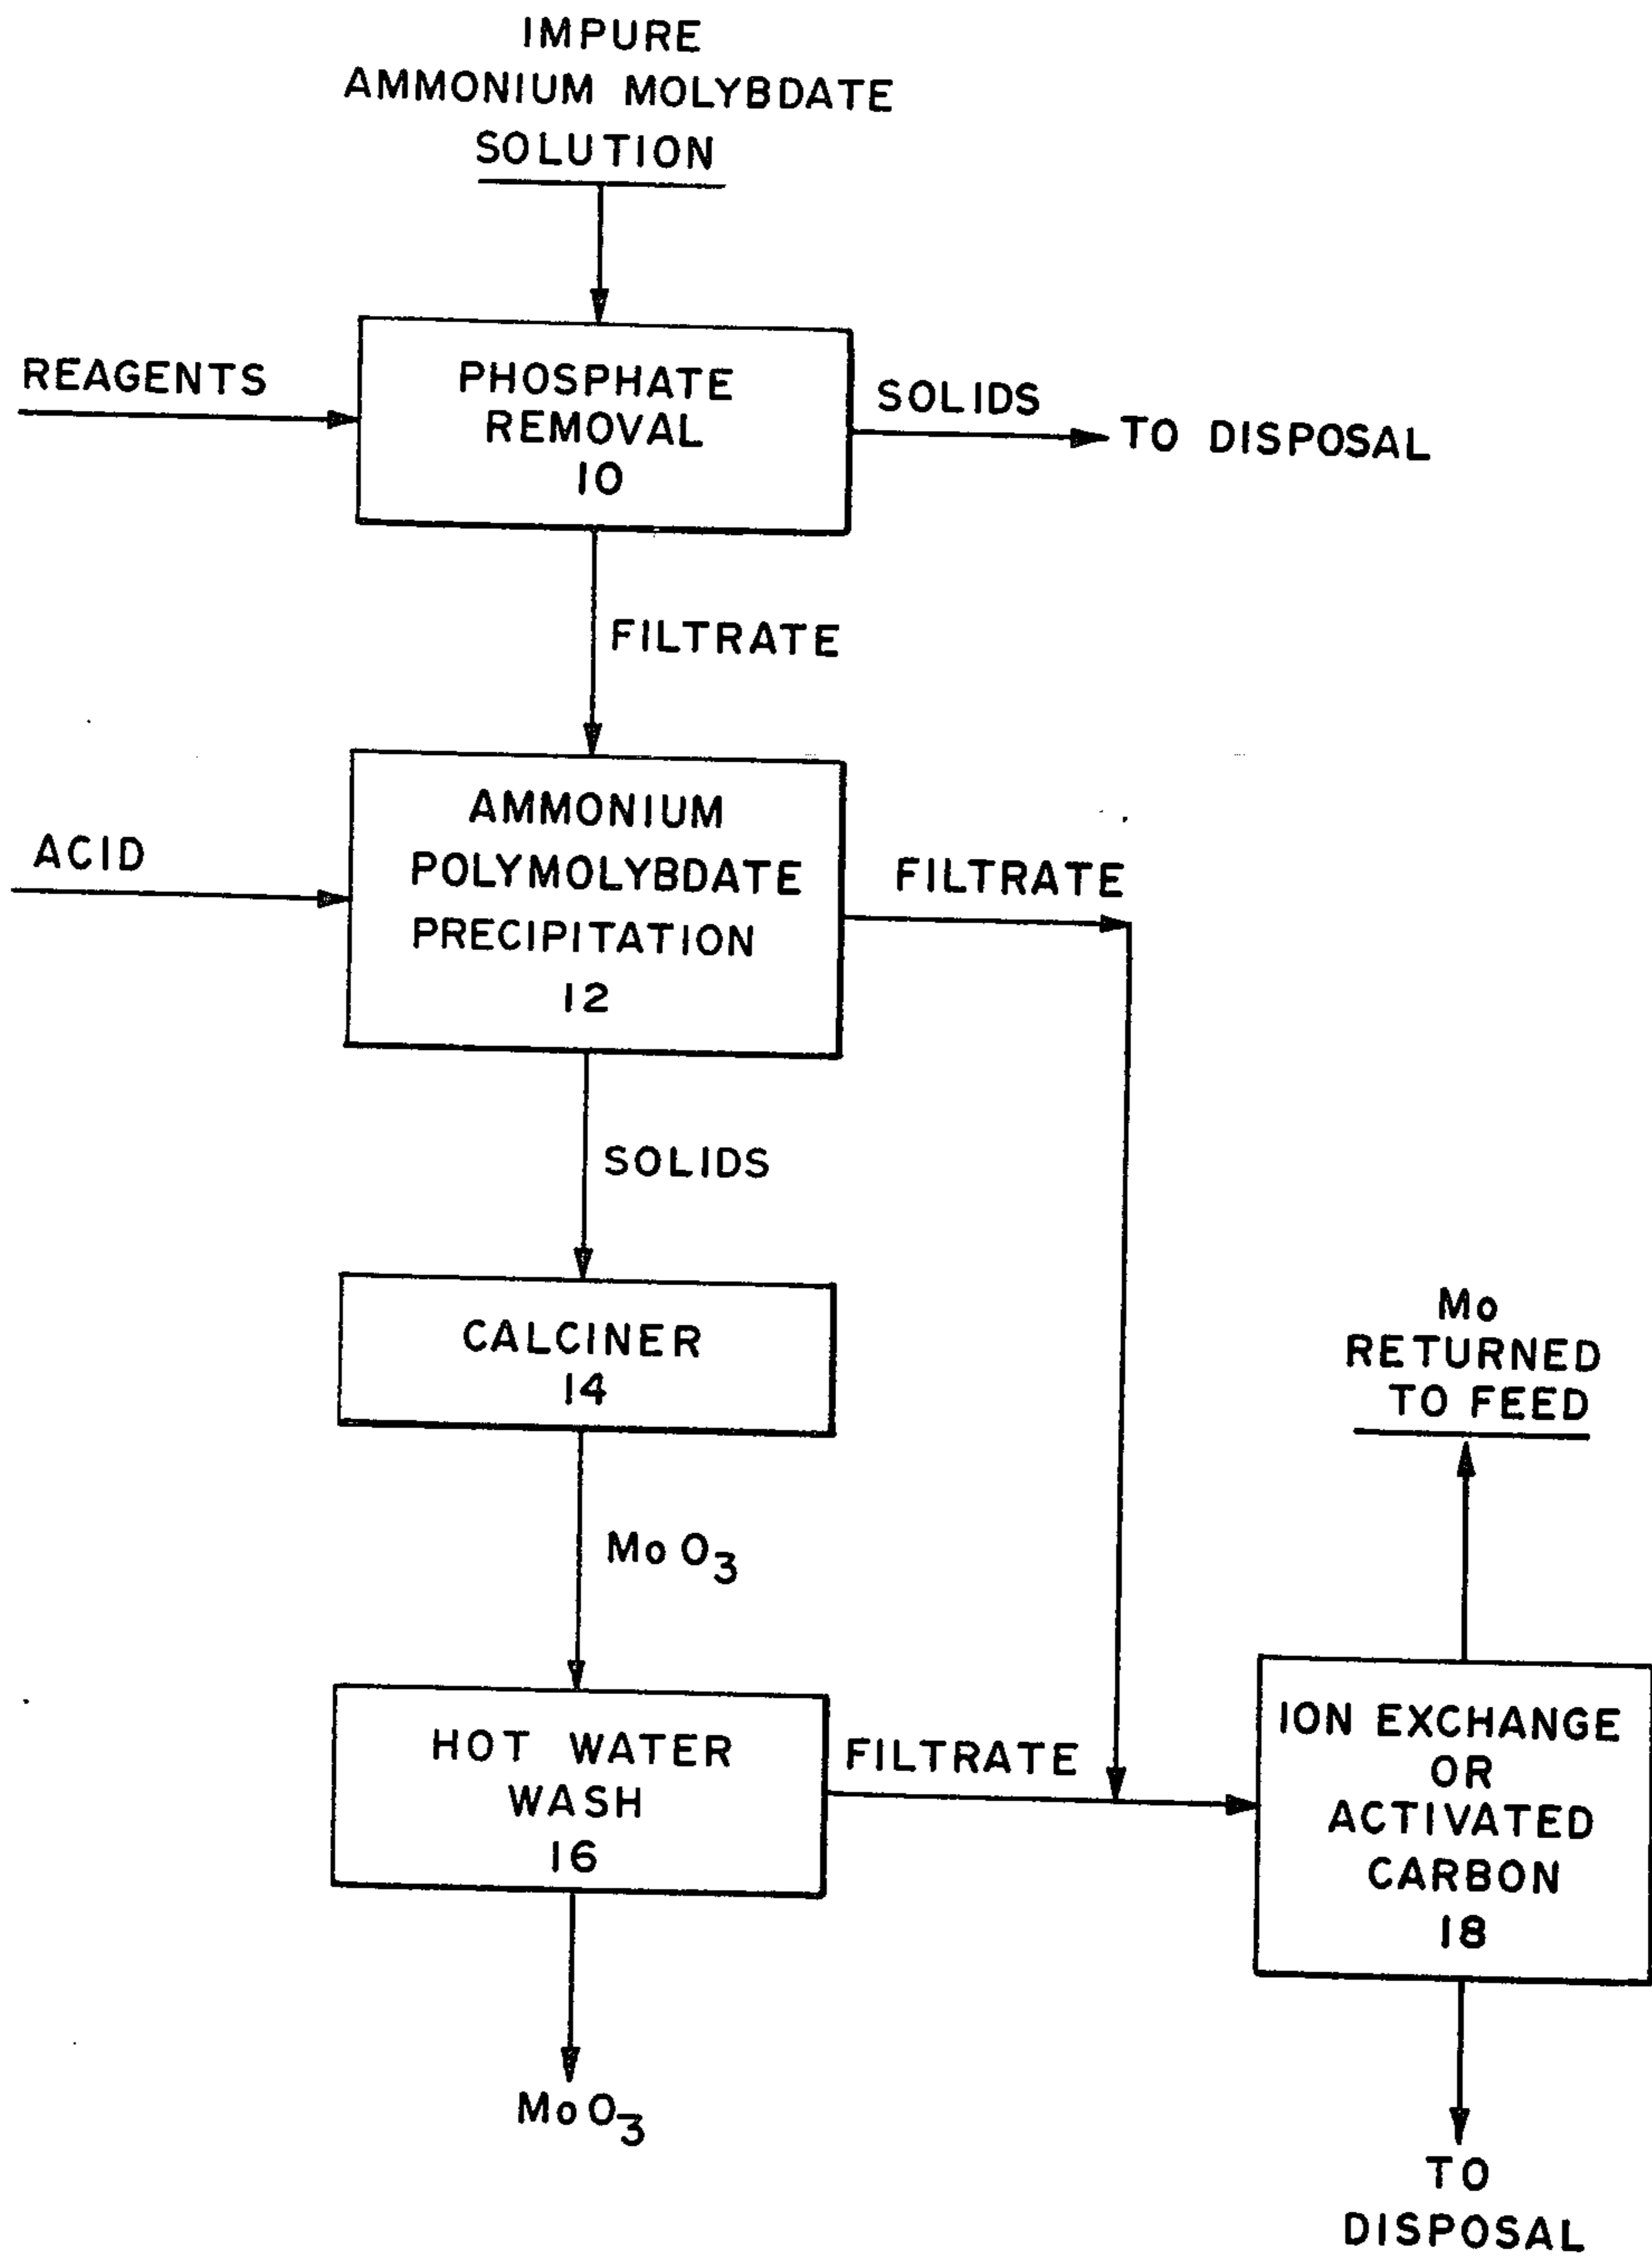 IMPURE
AMMONIUM MOLYBDATE
SOLUTION
REAGENTS
PHOSPHATE
REMOVAL
10
SOLIDS
TO DISPOSAL
FILTRATE
ACID
AMMONIUM
POLYMOLYBDATE
PRECIPITATION
12
FILTRATE
SOLIDS
CALCINER
14
Mo
RETURNED
TO FEED
MoO3
HOT WATER
WASH
16
FILTRATE
ION EXCHANGE
OR
ACTIVATED
CARBON
18
MoO3
TO
DISPOSAL